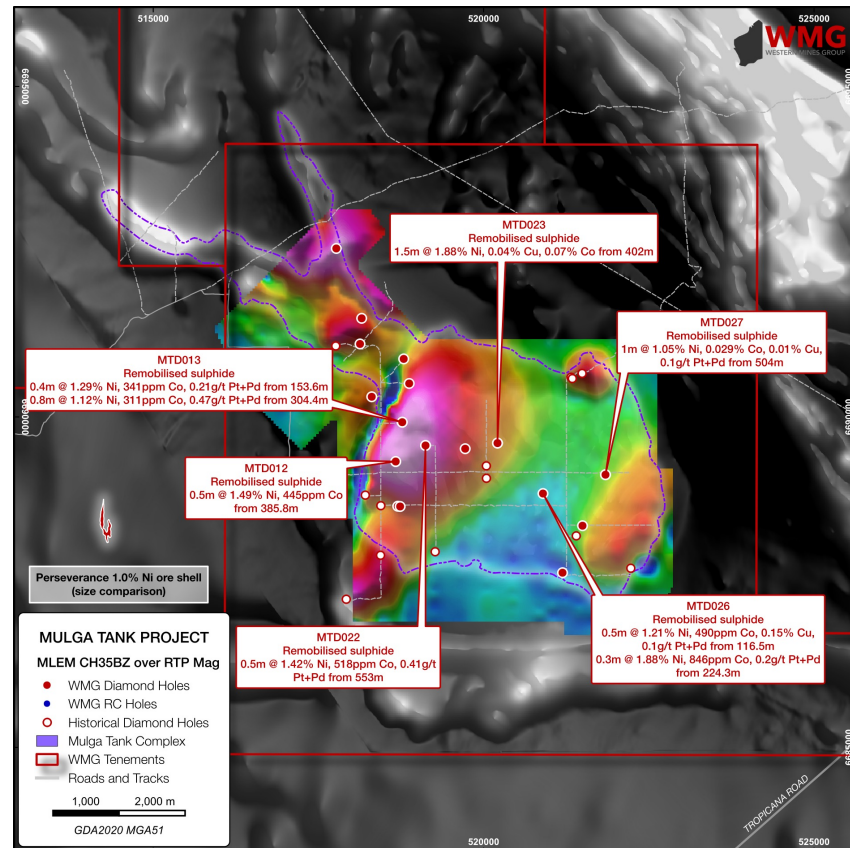 515000
520000
525000
WMG
WESTERN MINES GROUP
6695000
MTD023
Remobilised sulphide
1.5m @ 1.88% Ni, 0.04% Cu, 0.07% Co from 402m
MTD027
Remobilised sulphide
1m @ 1.05% Ni, 0.029% Co, 0.01% Cu,
0.1g/t Pt+Pd from 504m
MTD013
Remobilised sulphide
0.4m @ 1.29% Ni, 341ppm Co, 0.21g/t Pt+Pd from 153.6m
0.8m @ 1.12% Ni, 311ppm Co, 0.47g/t Pt+Pd from 304.4m
6690000
6690000
MTD012
Remobilised sulphide
0.5m @ 1.49% Ni, 445ppm Co
from 385.8m
Perseverance 1.0% Ni ore shell
(size comparison)
MTD026
Remobilised sulphide
0.5m @ 1.21% Ni, 490ppm Co, 0.15% Cu,
0.1g/t Pt+Pd from 116.5m
0.3m @ 1.88% Ni, 846ppm Co, 0.2g/t Pt+Pd
from 224.3m
MTD022
Remobilised sulphide
0.5m @ 1.42% Ni, 518ppm Co, 0.41g/t
Pt+Pd from 553m
MULGA TANK PROJECT
MLEM CH35BZ over RTP Mag
WMG Diamond Holes
WMG RC Holes
Historical Diamond Holes
Mulga Tank Complex
WMG Tenements
Roads and Tracks
1,000 2,000 m
GDA2020 MGA51
6685000
TROPICANA ROAD
520000
525000